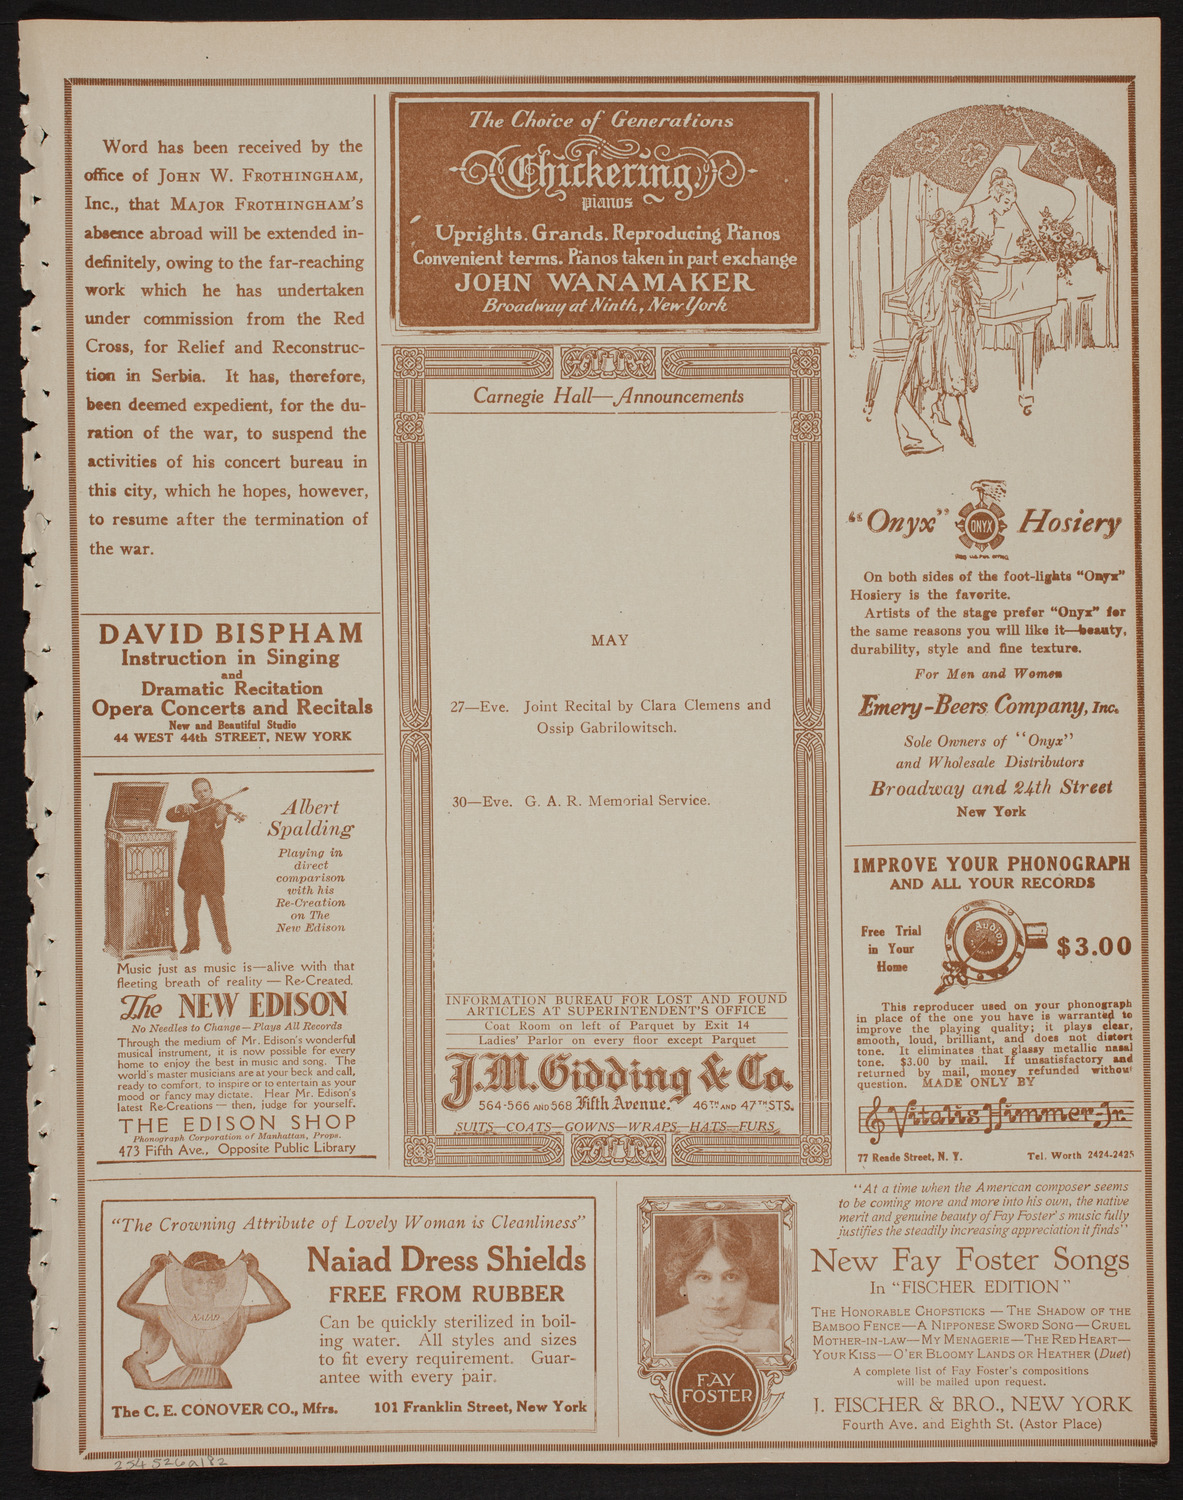 Word has been received by the
office of JOHN W. FROTHINGHAM,
Inc., that MAJOR FROTHINGHAM'S
absence abroad will be extended in-
definitely, owing to the far-reaching
work which he has undertaken
under commission from the Red
Cross, for Relief and Reconstruc-
tion in Serbia. It has, therefore,
been deemed expedient, for the du-
ration of the war, to suspend the
activities of his concert bureau in
this city, which he hopes, however,
to resume after the termination of
the war.
DAVID BISPHAM
Instruction in Singing
and
Dramatic Recitation
Opera Concerts and Recitals
New and Beautiful Studio
44 WEST 44th STREET, NEW YORK
Albert
Spalding
Playing in
direct
comparison
with his
Re-Creation
on The
New Edison
Music just as music is—alive with that
fleeting breath of reality — Re-Created.
The NEW EDISON
No Needles to Change—Plays All Records
Through the medium of Mr. Edison's wonderful
musical instrument, it is now possible for every
home to enjoy the best in music and song. The
world's master musicians are at your beck and call,
ready to comfort, to inspire or to entertain as your
mood or fancy may dictate. Hear Mr. Edison's
latest Re-Creations — then, judge for yourself.
THE EDISON SHOP
Phonograph Corporation of Manhattan, Props.
473 Fifth Ave., Opposite Public Library
The Choice of Generations
Chickering
pianos
Uprights. Grands. Reproducing Pianos
Convenient terms. Pianos taken in part exchange
JOHN WANAMAKER
Broadway at Ninth, New York
Carnegie Hall—Announcements
MAY
27—Eve. Joint Recital by Clara Clemens and
Ossip Gabrilowitsch.
30—Eve. G. A. R. Memorial Service.
INFORMATION BUREAU FOR LOST AND FOUND
ARTICLES AT SUPERINTENDENT'S OFFICE
Coat Room on left of Parquet by Exit 14
Ladies' Parlor on every floor except Parquet
J.M. Gidding & Co.
564-566 AND 568 Fifth Avenue. 46TH AND 47TH STS.
SUITS—COATS—GOWNS—WRAPS—HATS—FURS
"Onyx" ONYX Hosiery
On both sides of the foot-lights "Onyx"
Hosiery is the favorite.
Artists of the stage prefer "Onyx" for
the same reasons you will like it—beauty,
durability, style and fine texture.
For Men and Women
Emery-Beers Company, Inc.
Sole Owners of "Onyx"
and Wholesale Distributors
Broadway and 24th Street
New York
IMPROVE YOUR PHONOGRAPH
AND ALL YOUR RECORDS
Free Trial
in Your
Home
Audion
$3.00
This reproducer used on your phonograph
in place of the one you have is warranted to
improve the playing quality; it plays clear,
smooth, loud, brilliant, and does not distort
tone. It eliminates that glassy metallic nasal
tone. $3.00 by mail. If unsatisfactory and
returned by mail, money refunded without
question. MADE ONLY BY
Vitalis Himmer-Jr.
77 Reade Street, N. Y. Tel. Worth 2424-2425
"The Crowning Attribute of Lovely Woman is Cleanliness"
NAIAD
Naiad Dress Shields
FREE FROM RUBBER
Can be quickly sterilized in boil-
ing water. All styles and sizes
to fit every requirement. Guar-
antee with every pair.
The C. E. CONOVER CO., Mfrs. 101 Franklin Street, New York
FAY
FOSTER
"At a time when the American composer seems
to be coming more and more into his own, the native
merit and genuine beauty of Fay Foster's music fully
justifies the steadily increasing appreciation it finds"
New Fay Foster Songs
In "FISCHER EDITION"
THE HONORABLE CHOPSTICKS — THE SHADOW OF THE
BAMBOO FENCE—A NIPPONESE SWORD SONG—CRUEL
MOTHER-IN-LAW—MY MENAGERIE—THE RED HEART—
YOUR KISS—O'ER BLOOMY LANDS OR HEATHER (Duet)
A complete list of Fay Foster's compositions
will be mailed upon request.
J. FISCHER & BRO., NEW YORK
Fourth Ave. and Eighth St. (Astor Place)